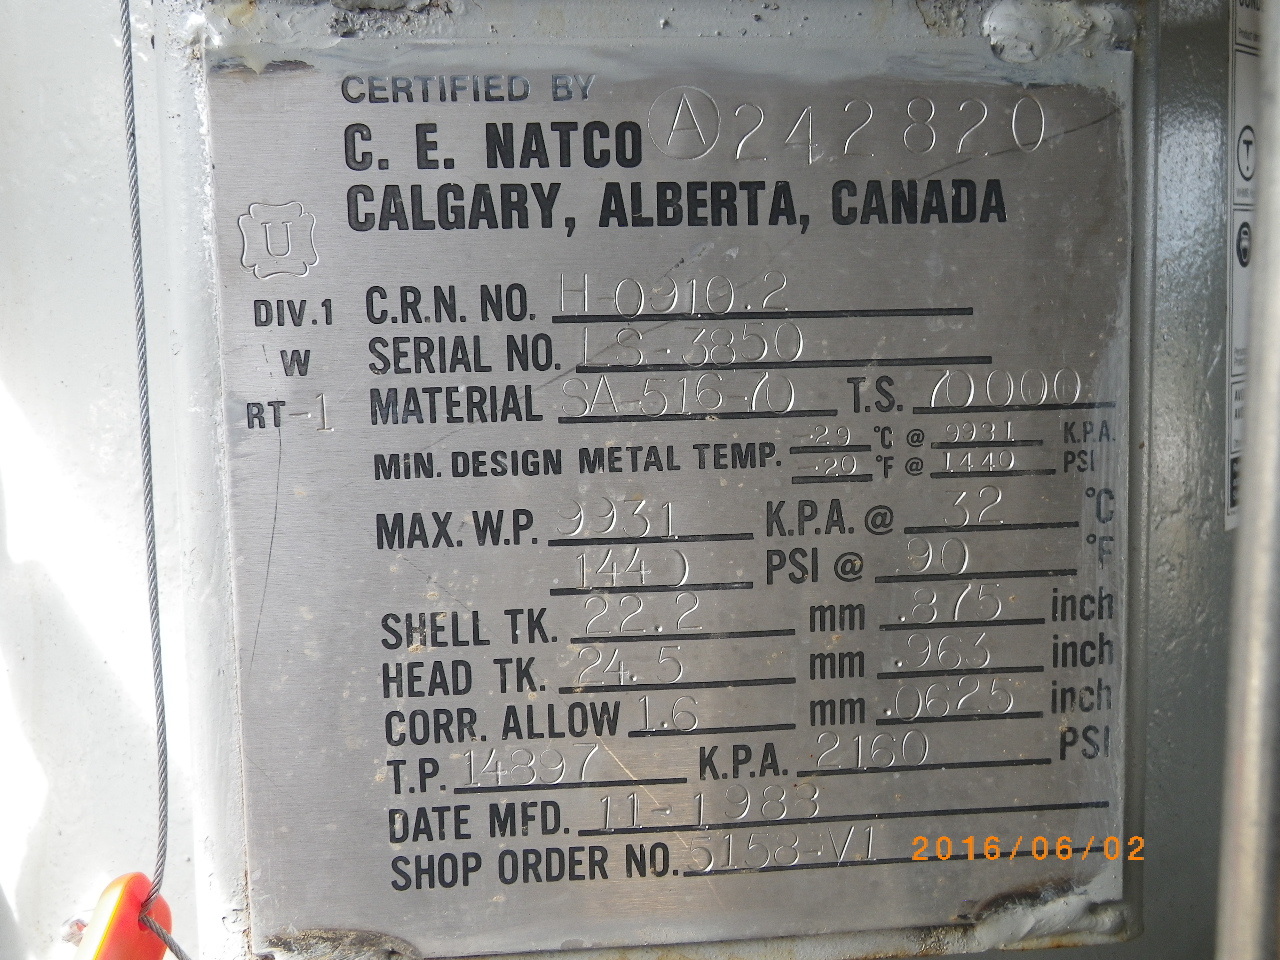 CERTIFIED BY
C. E. NATCO Ⓐ 242820
CALGARY, ALBERTA, CANADA
U
DIV.1 C.R.N. NO. H-0910.2
W SERIAL NO. LS-3850
RT-1 MATERIAL SA-516-70 T.S. 70000
MIN. DESIGN METAL TEMP. -29 °C @ 9931 K.P.A.
-20 °F @ 1440 PSI
MAX. W.P. 9931 K.P.A. @ 32 °C
1440 PSI @ 90 °F
SHELL TK. 22.2 mm .875 inch
HEAD TK. 24.5 mm .963 inch
CORR. ALLOW 1.6 mm .0625 inch
T.P. 14897 K.P.A. 2160 PSI
DATE MFD. 11-1983
SHOP ORDER NO. 5158-V1
2016/06/02